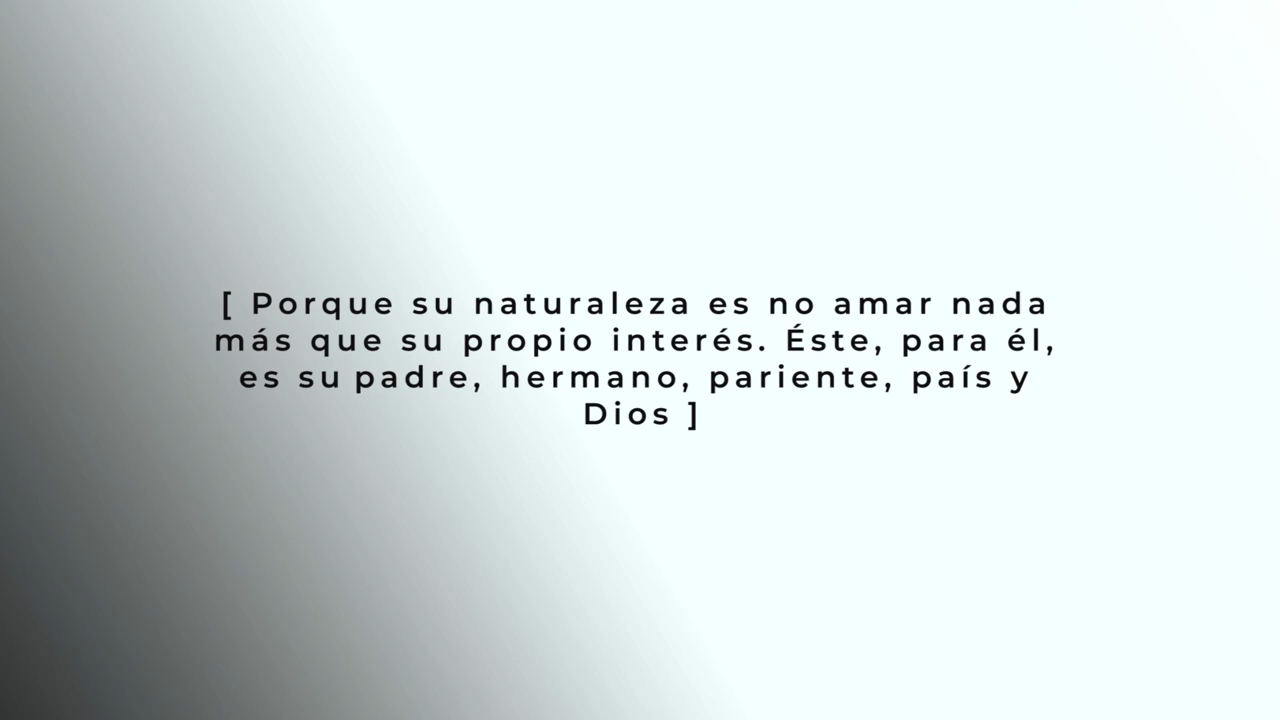 [ Porque su naturaleza es no amar nada
más que su propio interés. Éste, para él,
es su padre, hermano, pariente, país y
Dios ]